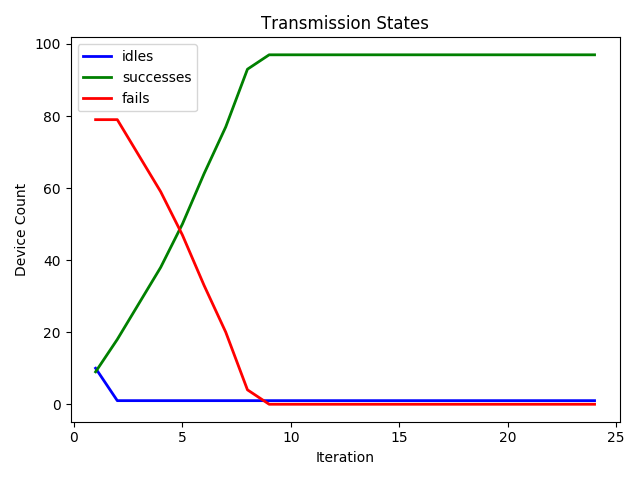 Transmission States
idles
successes
fails
Device Count
100
80
60
40
20
0
0 5 10 15 20 25
Iteration